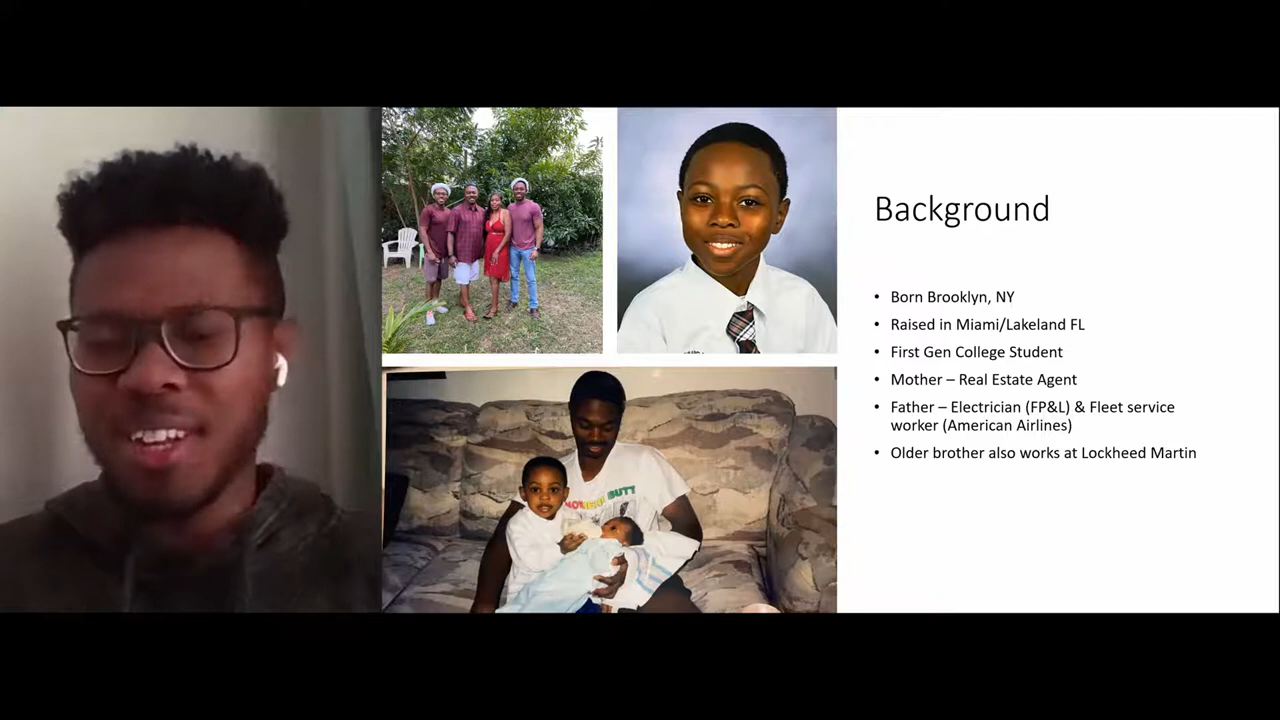 Background
• Born Brooklyn, NY
• Raised in Miami/Lakeland FL
• First Gen College Student
• Mother – Real Estate Agent
• Father – Electrician (FP&L) & Fleet service
worker (American Airlines)
• Older brother also works at Lockheed Martin
BUTT